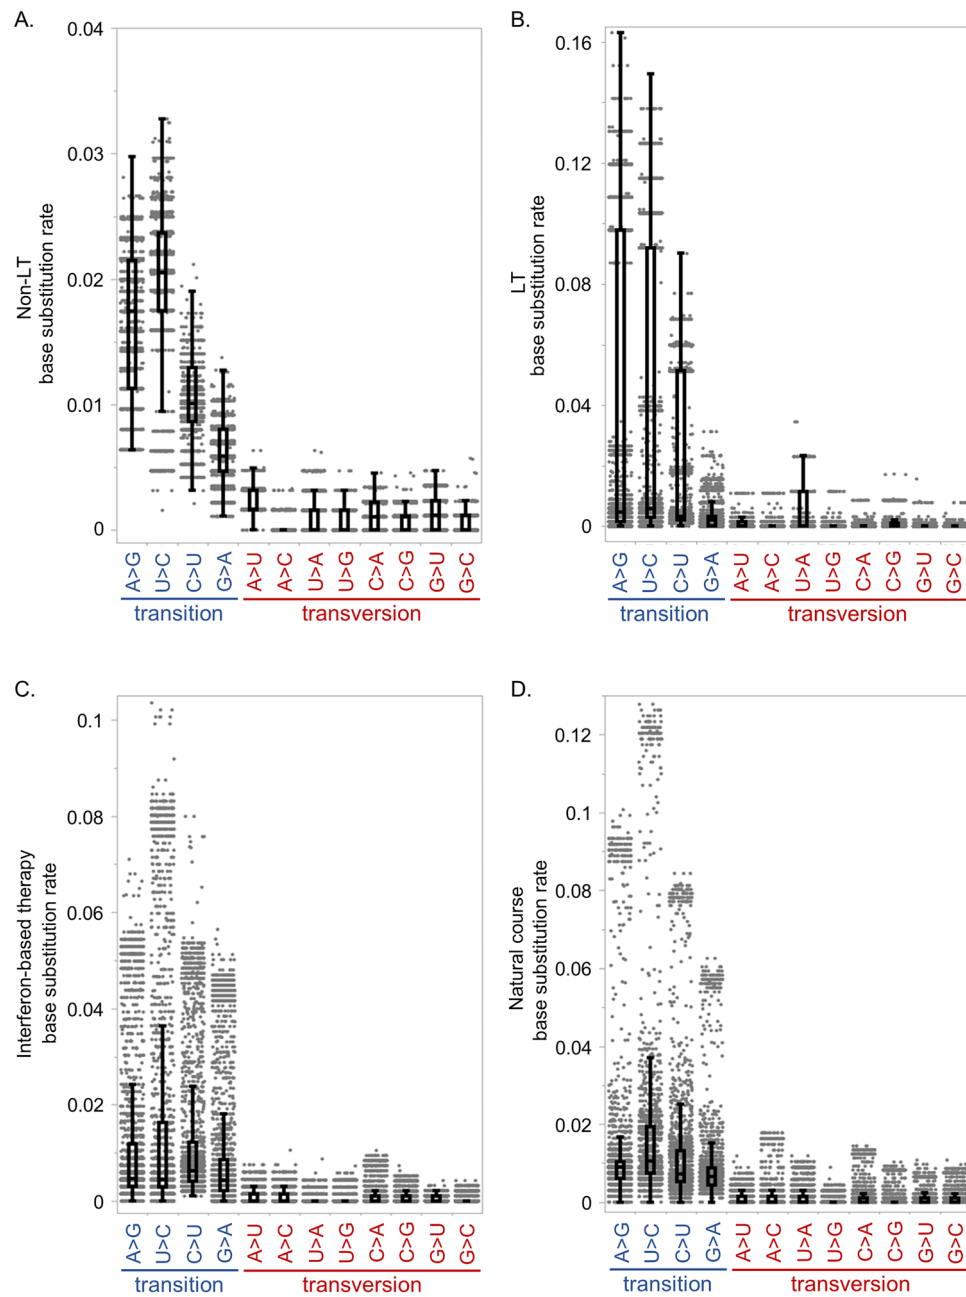 A.
Non-LT
base substitution rate
0.04
0.03
0.02
0.01
0
A>G U>C C>U G>A A>U A>C U>A U>G C>A C>G G>U G>C
transition transversion
B.
LT
base substitution rate
0.16
0.12
0.08
0.04
0
A>G U>C C>U G>A A>U A>C U>A U>G C>A C>G G>U G>C
transition transversion
C.
Interferon-based therapy
base substitution rate
0.1
0.08
0.06
0.04
0.02
0
A>G U>C C>U G>A A>U A>C U>A U>G C>A C>G G>U G>C
transition transversion
D.
Natural course
base substitution rate
0.12
0.1
0.08
0.06
0.04
0.02
0
A>G U>C C>U G>A A>U A>C U>A U>G C>A C>G G>U G>C
transition transversion